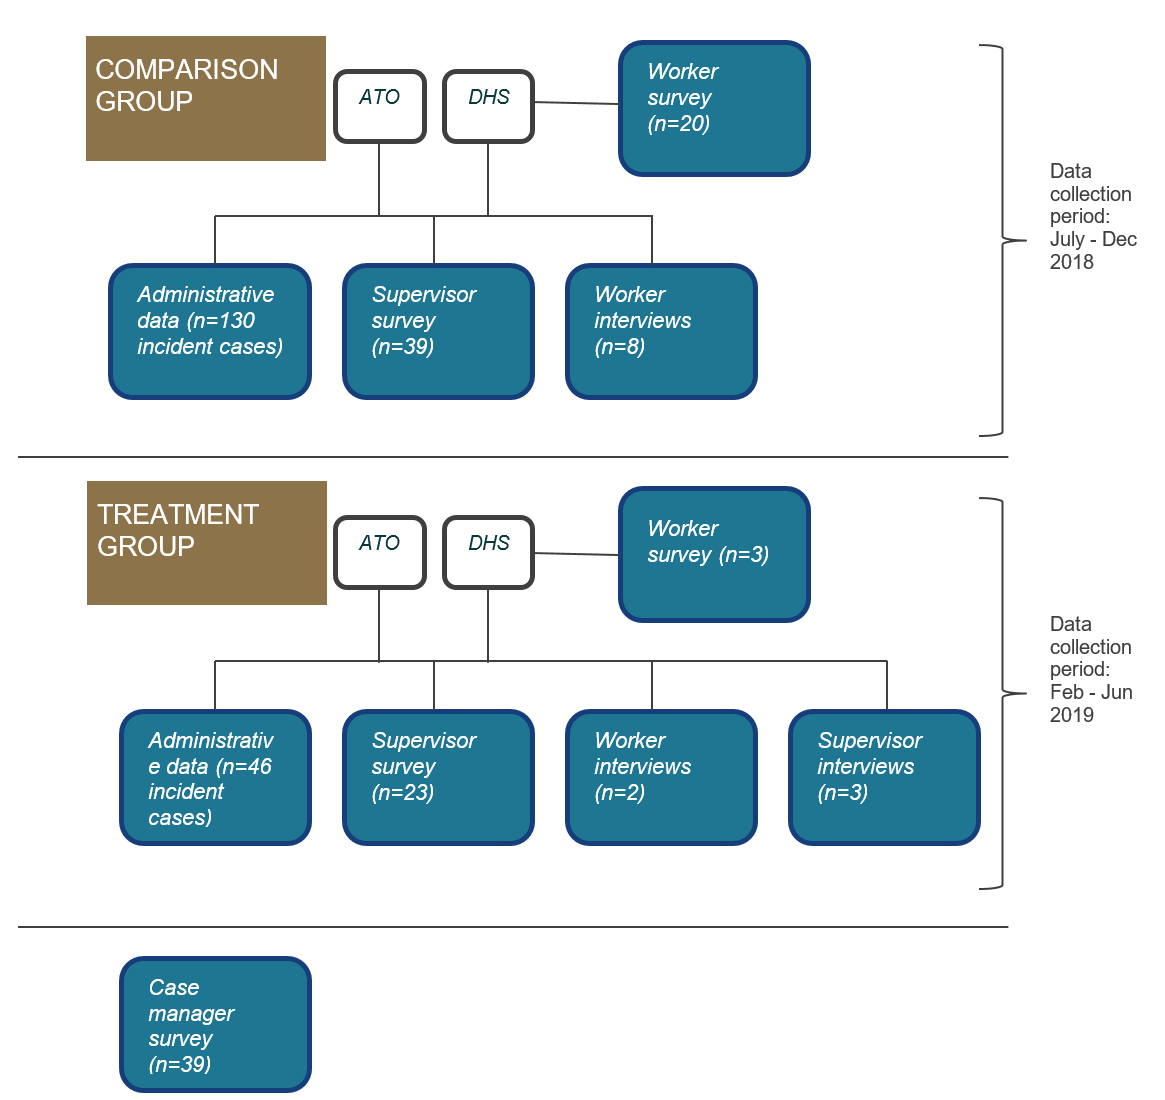 COMPARISON
GROUP
ATO
DHS
Worker
survey
(n=20)
Administrative
data (n=130
incident cases)
Supervisor
survey
(n=39)
Worker
interviews
(n=8)
Data
collection
period:
July - Dec
2018
TREATMENT
GROUP
ATO
DHS
Worker
survey (n=3)
Administrativ
e data (n=46
incident
cases)
Supervisor
survey
(n=23)
Worker
interviews
(n=2)
Supervisor
interviews
(n=3)
Data
collection
period:
Feb - Jun
2019
Case
manager
survey
(n=39)